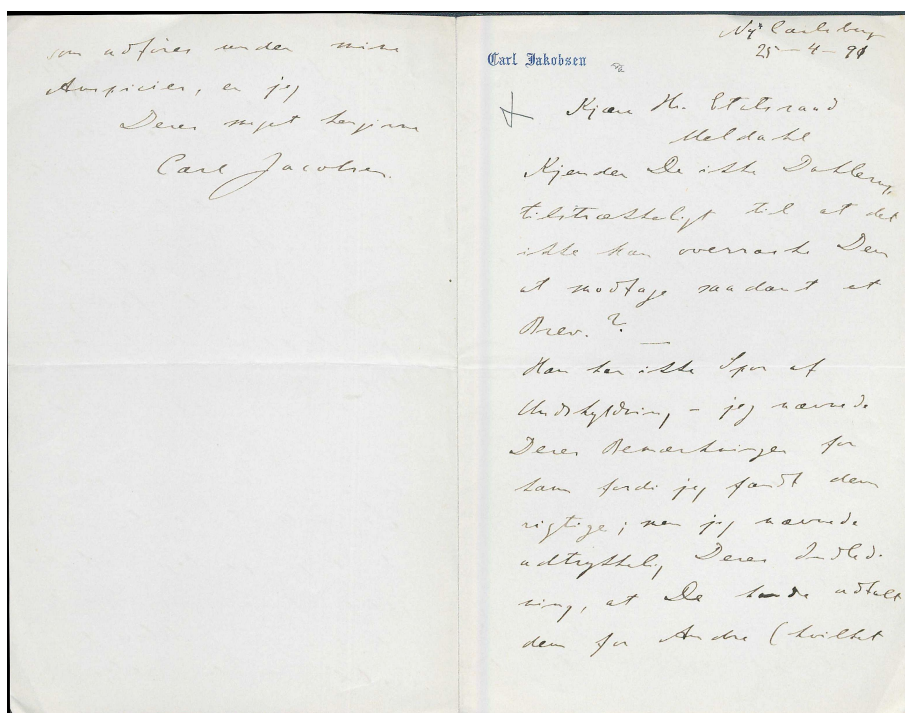 Ny Carlsberg
25 - 4 - 91
Carl Jakobsen
Kjære Hr. Etatsraad
Meldahl
Kjender De ikke Dahlerup
tilstrækkeligt til at det
ikke kan overraske Dem
at modtage saadant et
Brev. ?
Han har ikke Spor af
Undskyldning - jeg nævnede
Deres Bemærkninger for
ham fordi jeg fandt dem
rigtige; men jeg nævnede
udtrykkelig Deres Indled-
ning, at De havde udtalt
dem for Andre (hvilket
som udføres under mine
Auspicier, er jeg
Deres meget hengivne
Carl Jacobsen.